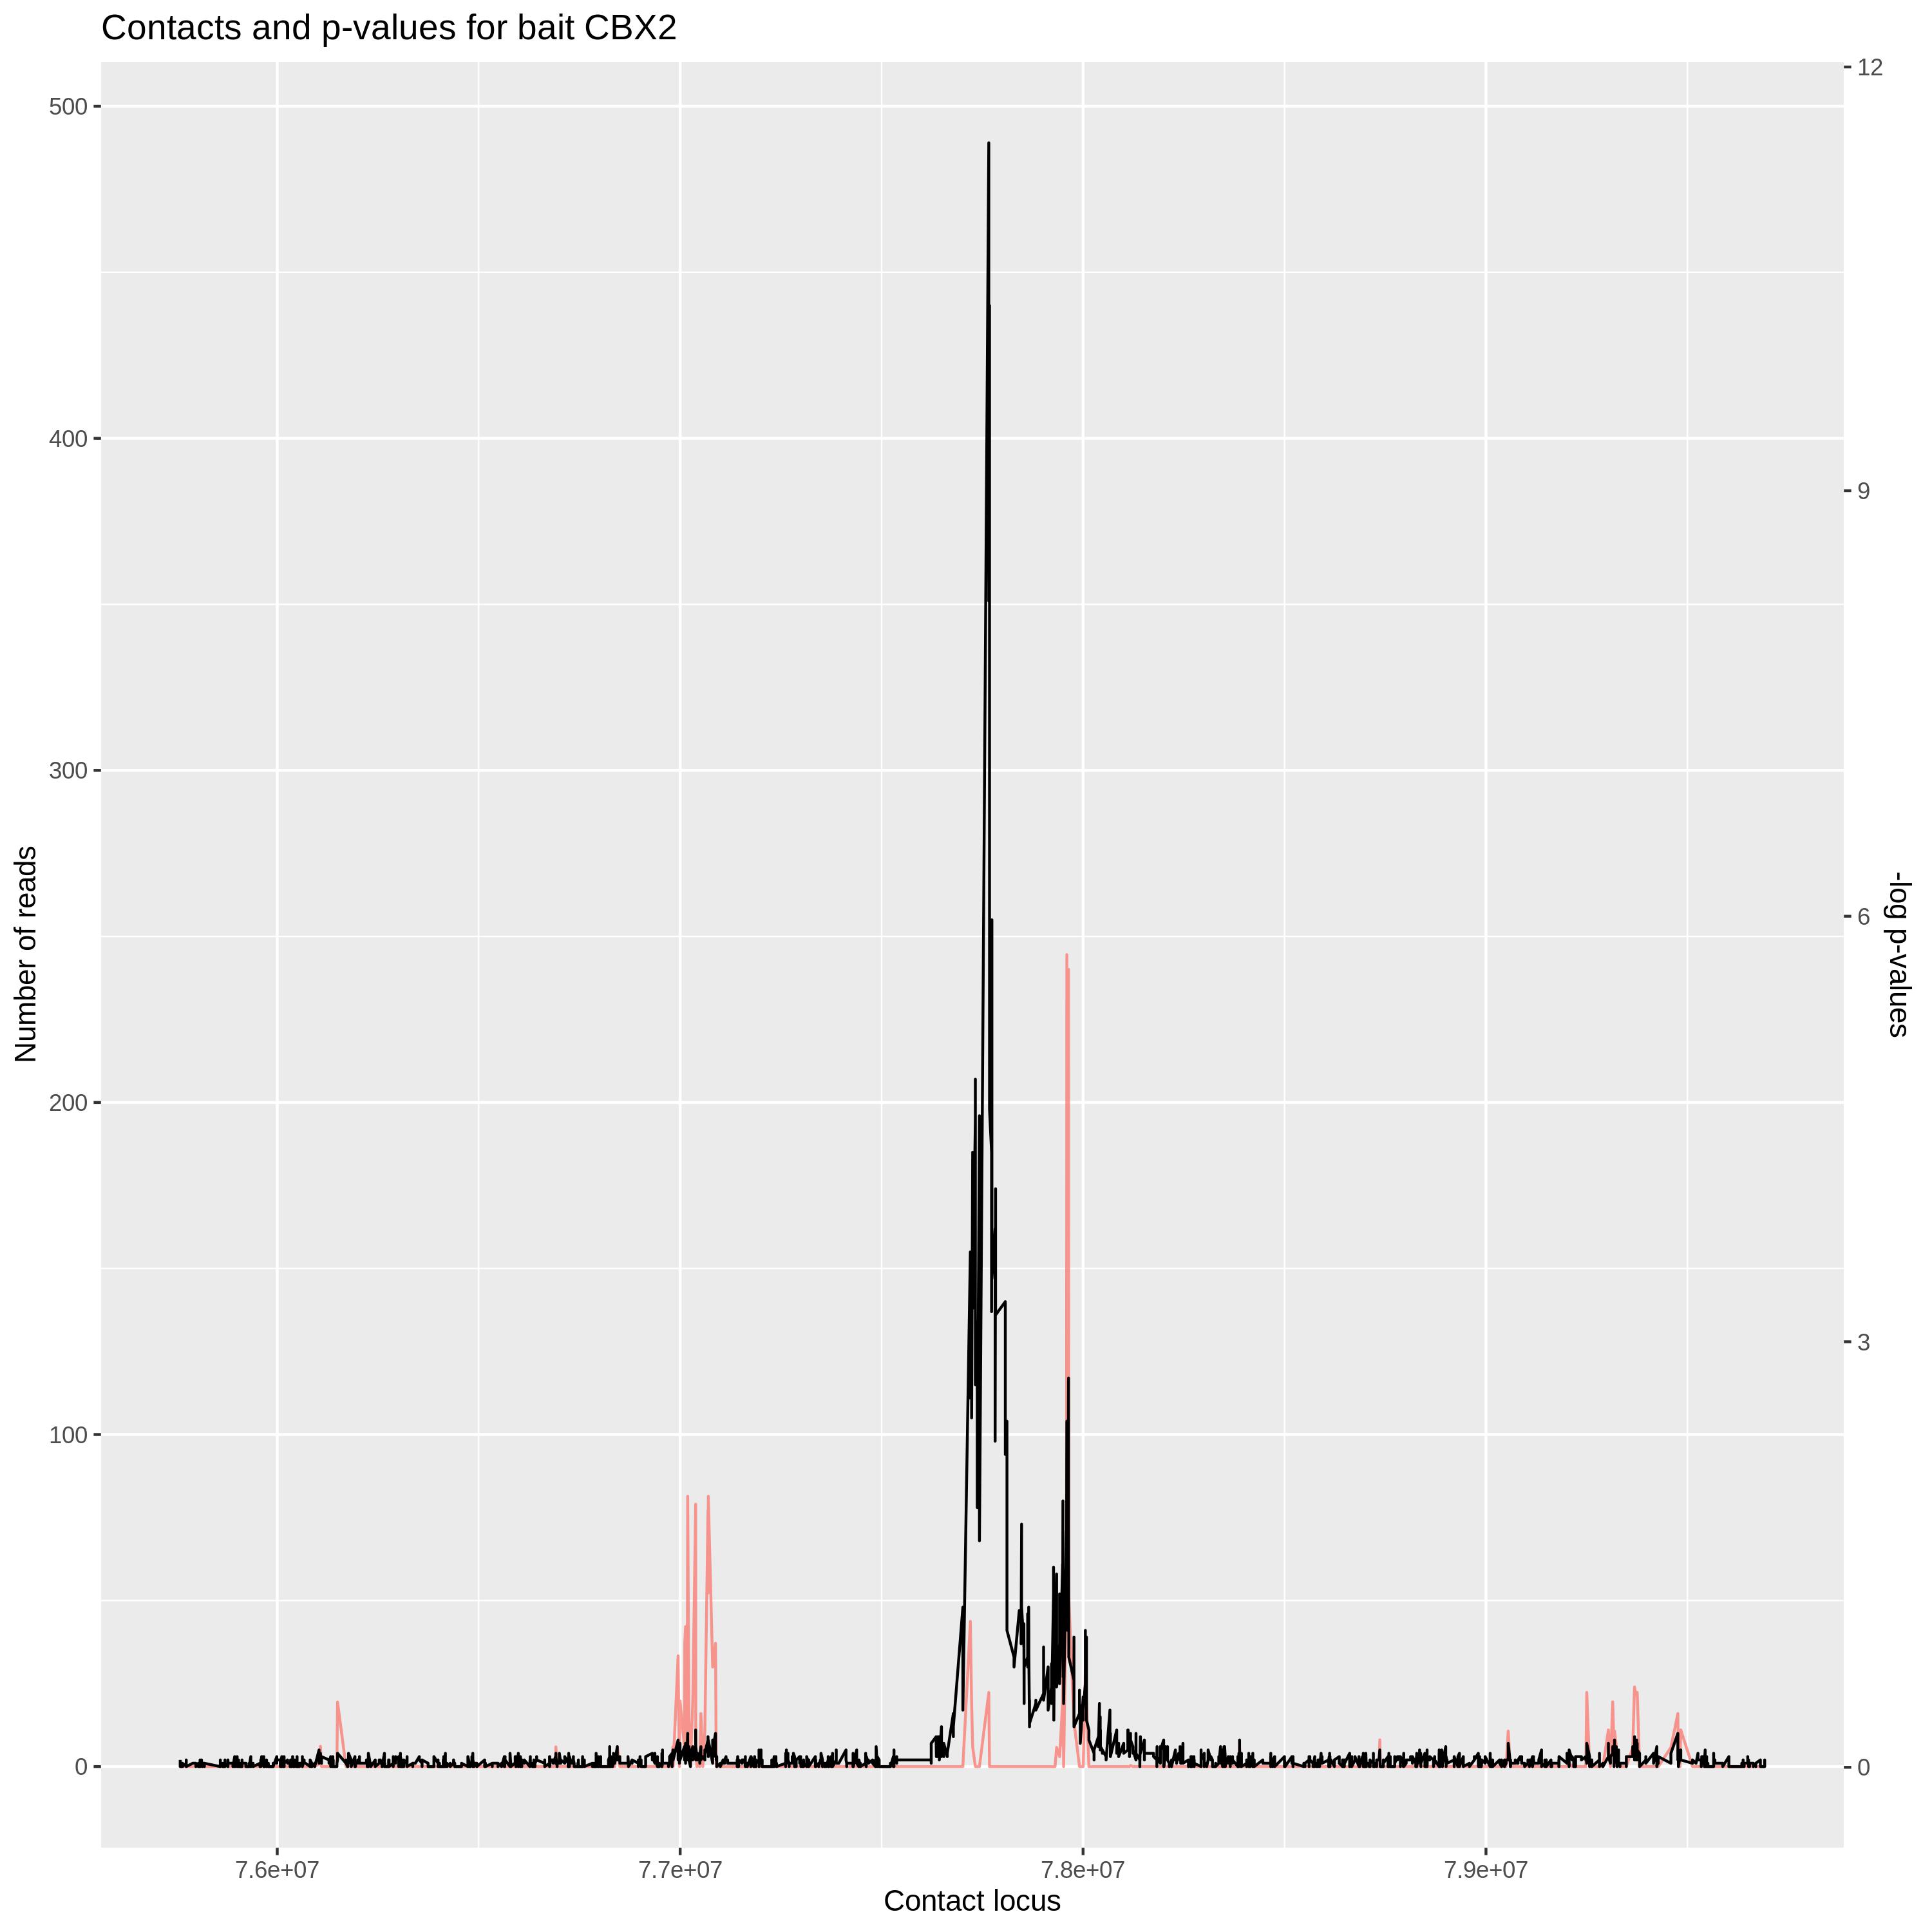 Contacts and p-values for bait CBX2
500
400
300
200
100
0
Number of reads
12
9
6
3
0
-log p-values
7.6e+07
7.7e+07
7.8e+07
7.9e+07
Contact locus